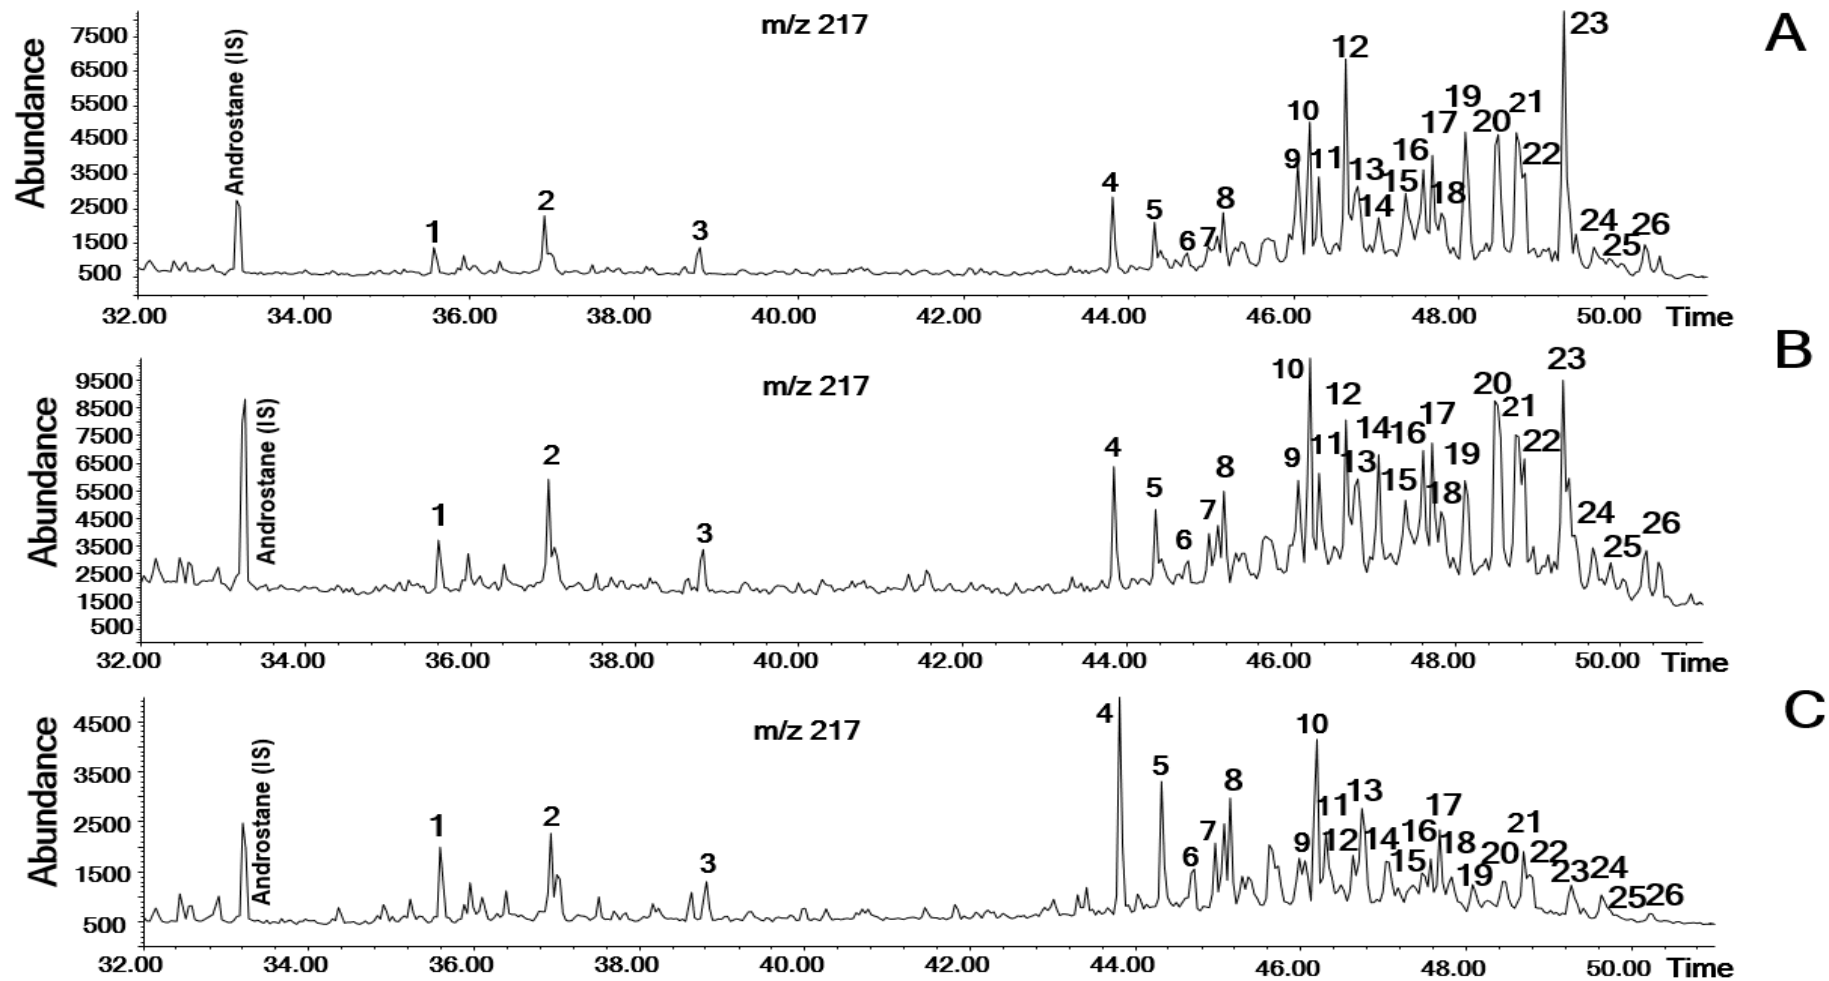 m/z 217
A
Abundance
Androstane (IS)
7500
6500
5500
4500
3500
2500
1500
500
1 2 3 4 5 6 7 8 9 10 11 12 13 14 15 16 17 18 19 20 21 22 23 24 25 26
32.00 34.00 36.00 38.00 40.00 42.00 44.00 46.00 48.00 50.00 Time
m/z 217
B
Abundance
Androstane (IS)
9500
8500
7500
6500
5500
4500
3500
2500
1500
500
1 2 3 4 5 6 7 8 9 10 11 12 13 14 15 16 17 18 19 20 21 22 23 24 25 26
32.00 34.00 36.00 38.00 40.00 42.00 44.00 46.00 48.00 50.00 Time
m/z 217
C
Abundance
Androstane (IS)
4500
3500
2500
1500
500
1 2 3 4 5 6 7 8 9 10 11 12 13 14 15 16 17 18 19 20 21 22 23 24 25 26
32.00 34.00 36.00 38.00 40.00 42.00 44.00 46.00 48.00 50.00 Time